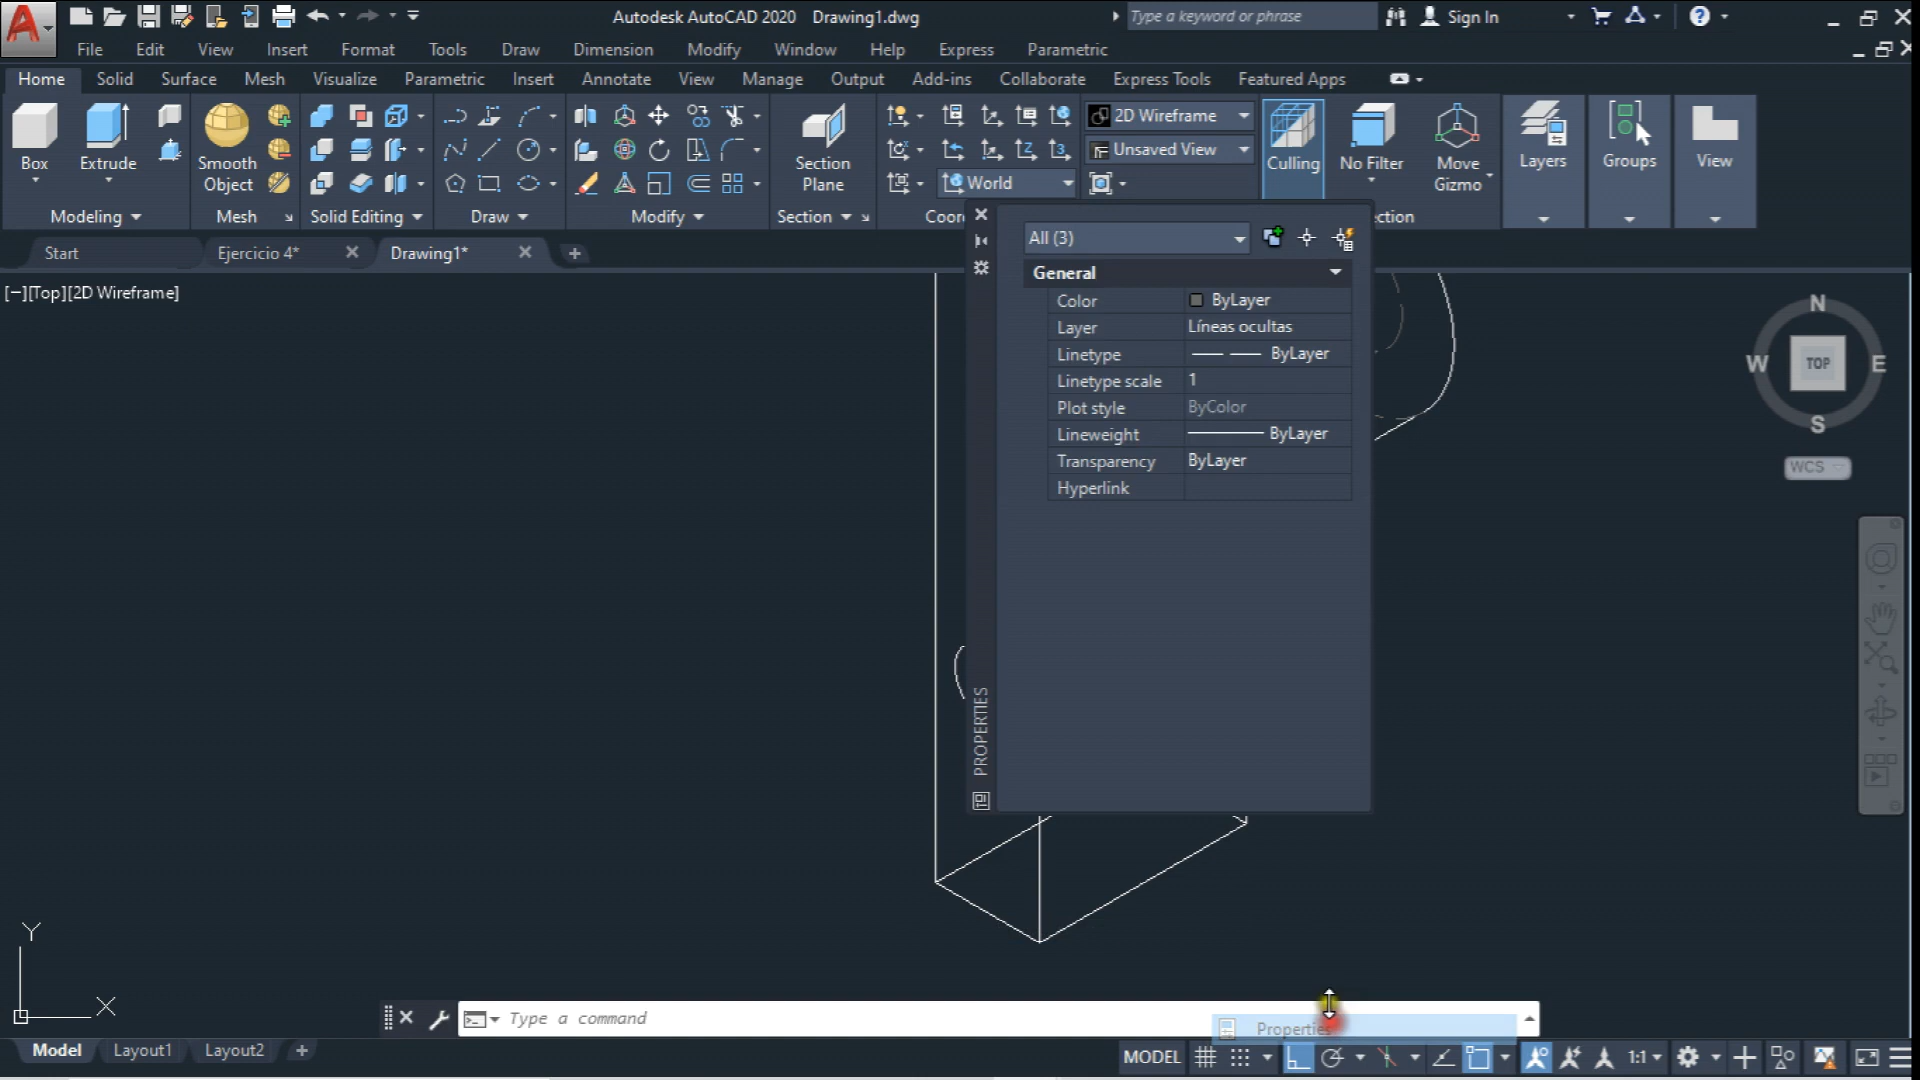 Autodesk AutoCAD 2020 Drawing1.dwg
Type a keyword or phrase
Sign In
File Edit View Insert Format Tools Draw Dimension Modify Window Help Express Parametric
Home Solid Surface Mesh Visualize Parametric Insert Annotate View Manage Output Add-ins Collaborate Express Tools Featured Apps
Box
Extrude
Smooth
Object
Section
Plane
2D Wireframe
Unsaved View
World
Culling
No Filter
Move
Gizmo
Layers
Groups
View
Modeling
Mesh
Solid Editing
Draw
Modify
Section
Coor
ction
Start
Ejercicio 4*
Drawing1*
[−][Top][2D Wireframe]
All (3)
General
Color ByLayer
Layer Líneas ocultas
Linetype ByLayer
Linetype scale 1
Plot style ByColor
Lineweight ByLayer
Transparency ByLayer
Hyperlink
PROPERTIES
N
W
TOP
E
S
WCS
Y
X
Type a command
Properties
Model
Layout1
Layout2
MODEL
1:1